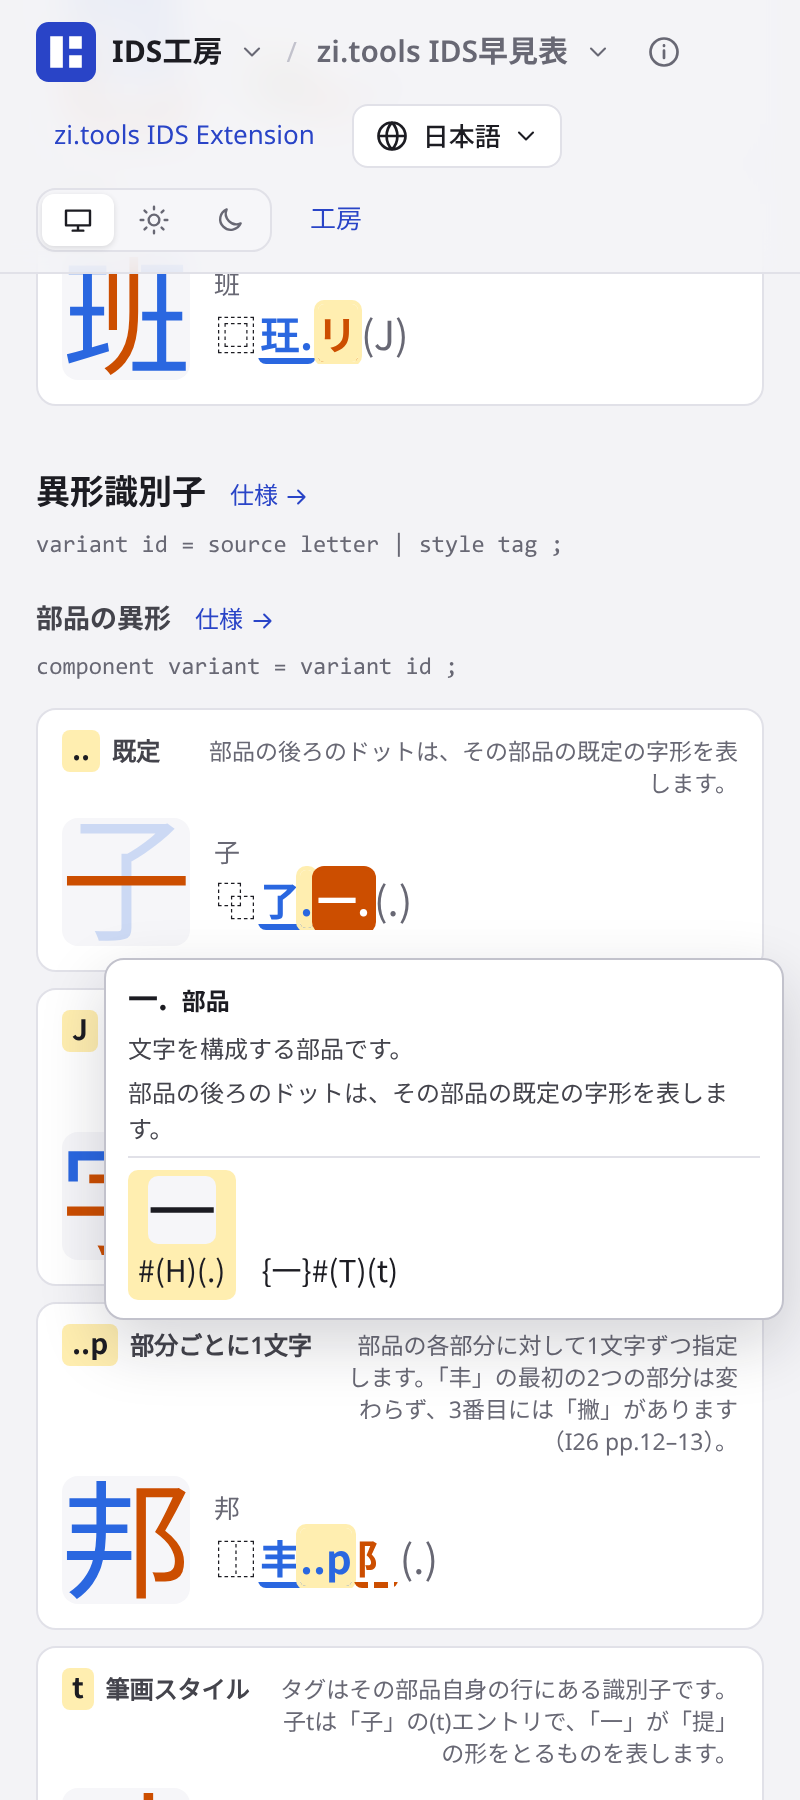 IDS工房 / zi.tools IDS早見表
zi.tools IDS Extension 日本語
工房
班
⿴玨.リ(J)
異形識別子 仕様 →
variant id = source letter | style tag ;
部品の異形 仕様 →
component variant = variant id ;
.. 既定 部品の後ろのドットは、その部品の既定の字形を表
します。
子
子
⿻了.一.(.)
一. 部品
文字を構成する部品です。
部品の後ろのドットは、その部品の既定の字形を表しま
す。
一
#(H)(.) {一}#(T)(t)
J
..p 部分ごとに1文字 部品の各部分に対して1文字ずつ指定
します。「丰」の最初の2つの部分は変
わらず、3番目には「撇」があります
（I26 pp.12–13）。
邦
邦
⿰丰..p⻏(.)
t 筆画スタイル タグはその部品自身の行にある識別子です。
子tは「子」の(t)エントリで、「一」が「提」
の形をとるものを表します。